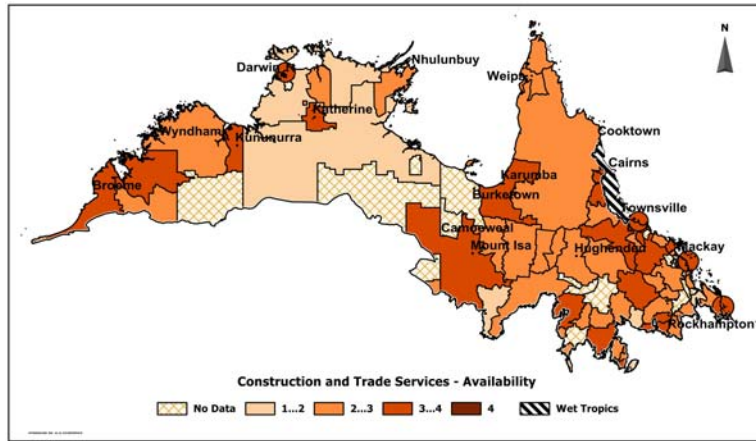 N
Darwin
Nhulunbuy
Weipa
Katherine
Cooktown
Wyndham
Kununurra
Cairns
Karumba
Broome
Burketown
Townsville
Camooweal
Mount Isa
Hughenden
Mackay
Rockhampton
Construction and Trade Services - Availability
No Data
1...2
2...3
3...4
4
Wet Tropics